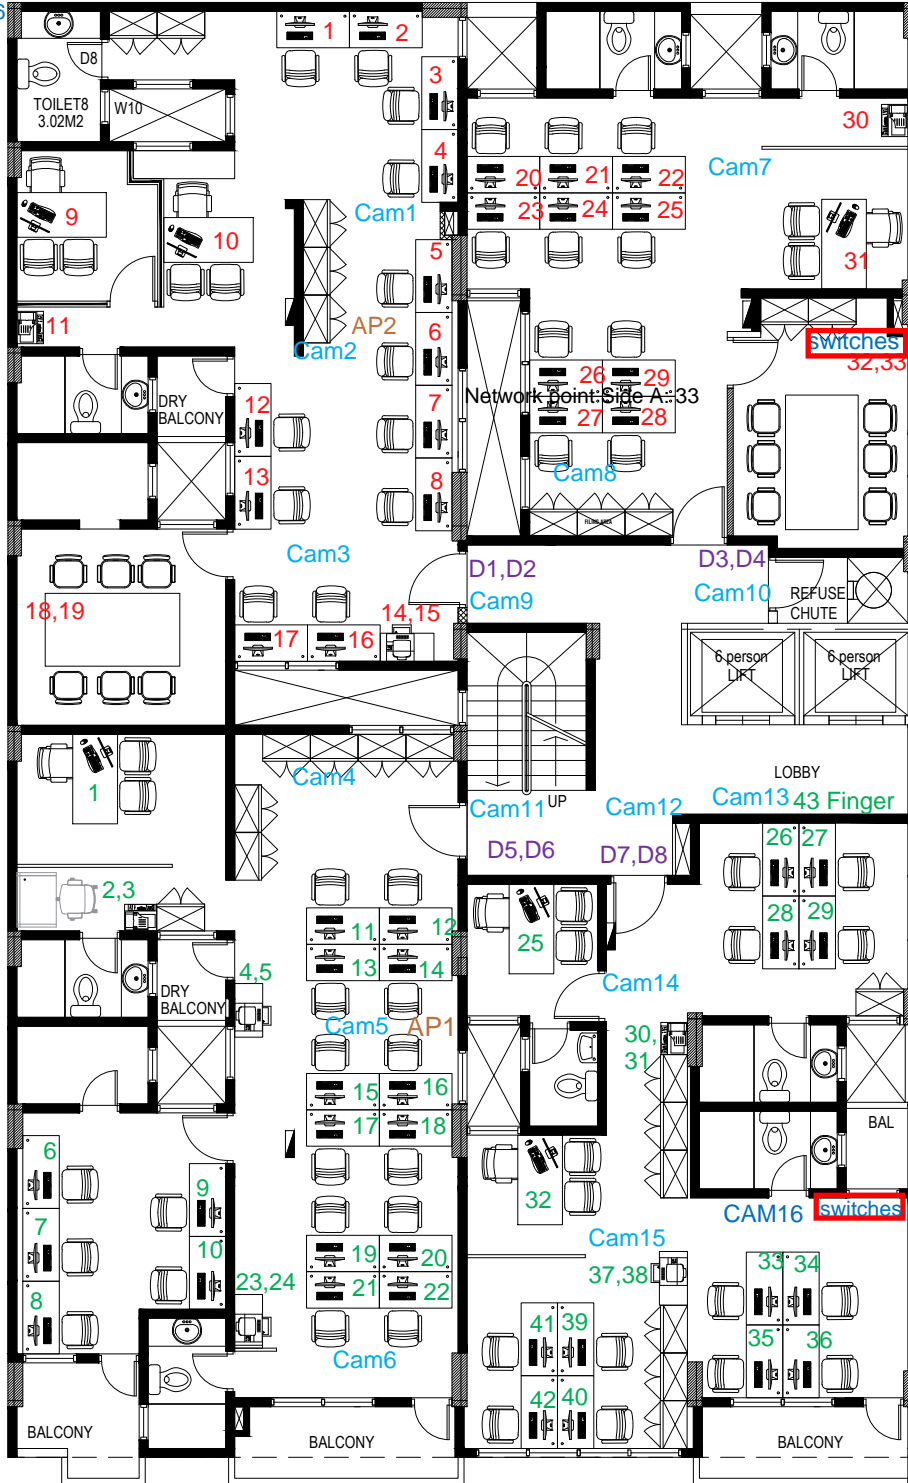 6
1
2
3
D8
TOILET8
3.02M2
W10
30
4
Cam7
20
21
22
9
Cam1
23
24
25
10
5
31
11
AP2
6
Cam2
switches
32,33
26
29
DRY
BALCONY
12
7
Network point:Side A: 33
27
28
13
8
Cam8
FILING AREA
Cam3
D1,D2
D3,D4
Cam9
Cam10
REFUSE
CHUTE
18,19
14,15
17
16
6 person
LIFT
6 person
LIFT
Cam4
LOBBY
1
Cam11
UP
Cam12
Cam13
43 Finger
D5,D6
D7,D8
26
27
2,3
11
12
25
28
29
13
14
4,5
DRY
BALCONY
Cam14
Cam5
AP1
30,
31
15
16
17
18
BAL
6
9
32
7
CAM16
switches
10
19
20
Cam15
8
23,24
21
22
37,38
33
34
41
39
35
36
Cam6
42
40
BALCONY
BALCONY
BALCONY